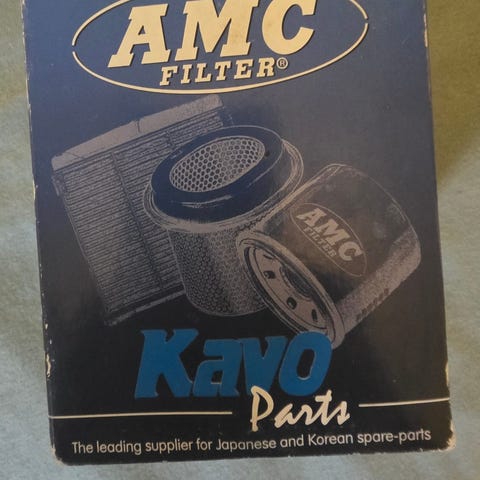 AMC
FILTER®
AMC
FILTER
Kavo
Parts
The leading supplier for Japanese and Korean spare-parts